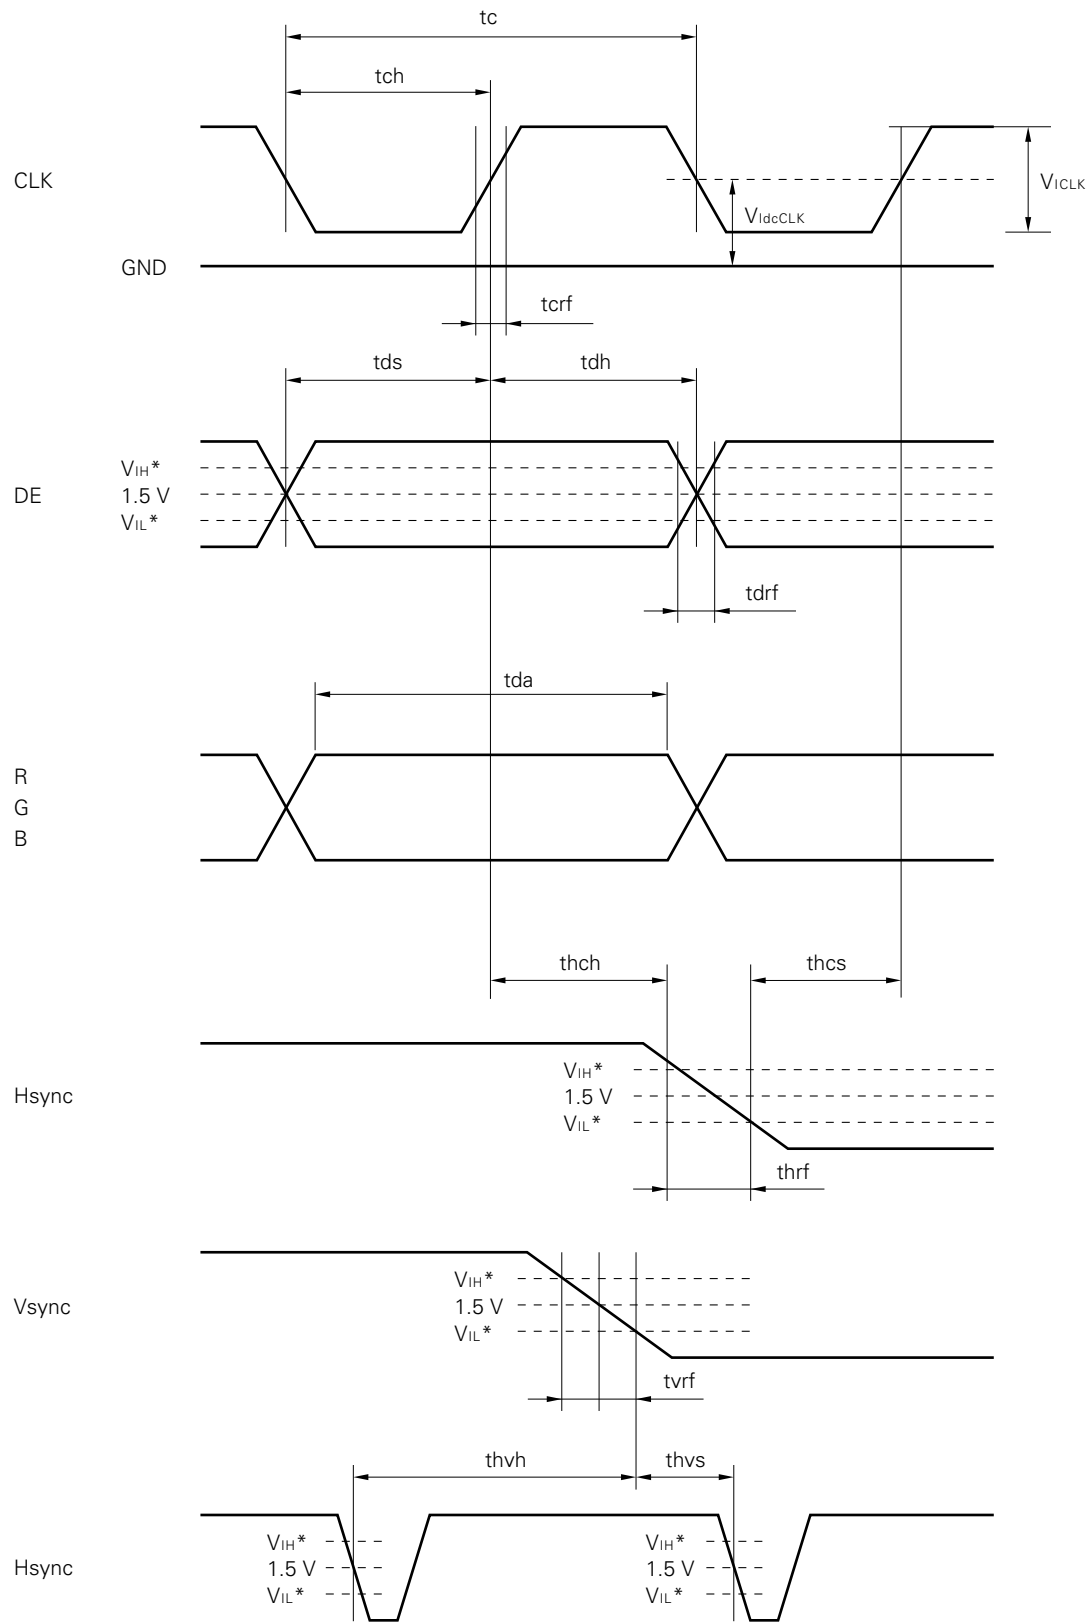 tc
tch
CLK
VICLK
VIdcCLK
GND
tcrf
tds
tdh
VIH*
DE
1.5 V
VIL*
tdrf
tda
R
G
B
thch
thcs
VIH*
Hsync
1.5 V
VIL*
thrf
VIH*
Vsync
1.5 V
VIL*
tvrf
thvh
thvs
VIH*
VIH*
Hsync
1.5 V
1.5 V
VIL*
VIL*